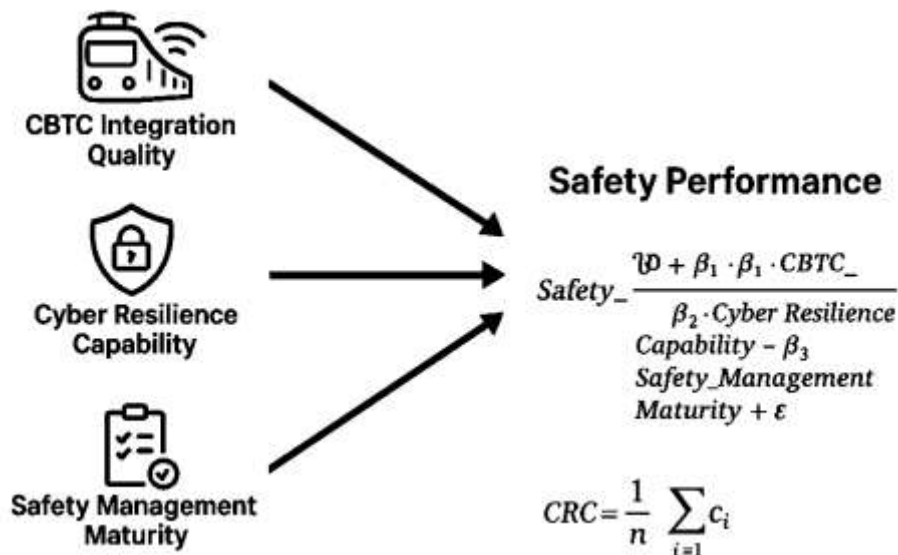 CBTC Integration
Quality
Cyber Resilience
Capability
Safety Management
Maturity
Safety Performance
Safety_
+ β₁ · β₁ · CBTC_
β₂ · Cyber Resilience
Capability – β₃
Safety_Management
Maturity + ε
CRC = 1/n ∑ cᵢ
i=1